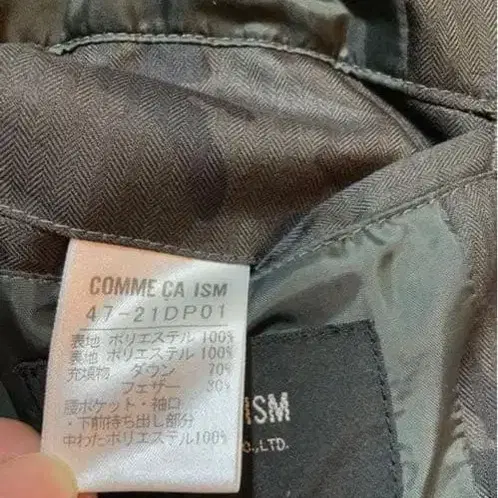 COMME CA ISM
47-21DP01
表地 ポリエステル 100%
裏地 ポリエステル 100%
充填物 ダウン 70%
フェザー 30%
腰ポケット・袖口
・下前持ち出し部分
中わたポリエステル100%
ISM
O.,LTD.